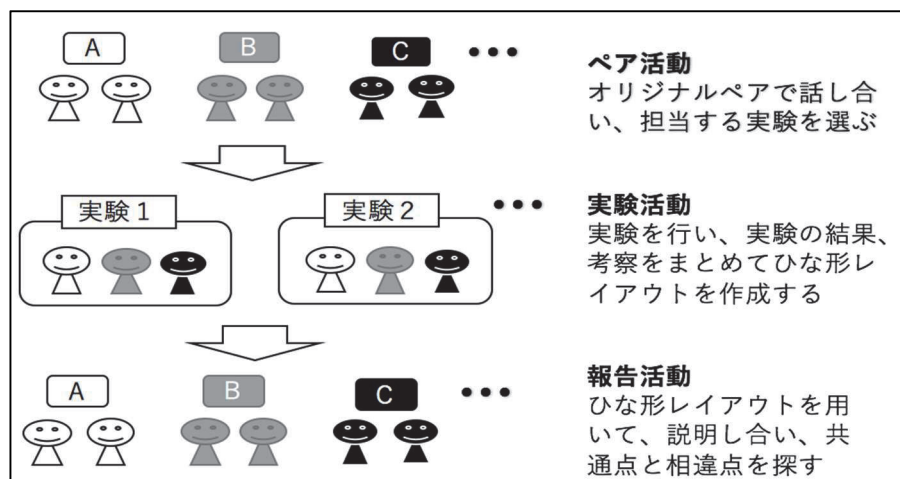 A
B
C
•••
ペア活動
オリジナルペアで話し合
い、担当する実験を選ぶ
実験1
実験2
•••
実験活動
実験を行い、実験の結果、
考察をまとめてひな形レ
イアウトを作成する
A
B
C
•••
報告活動
ひな形レイアウトを用
いて、説明し合い、共
通点と相違点を探す